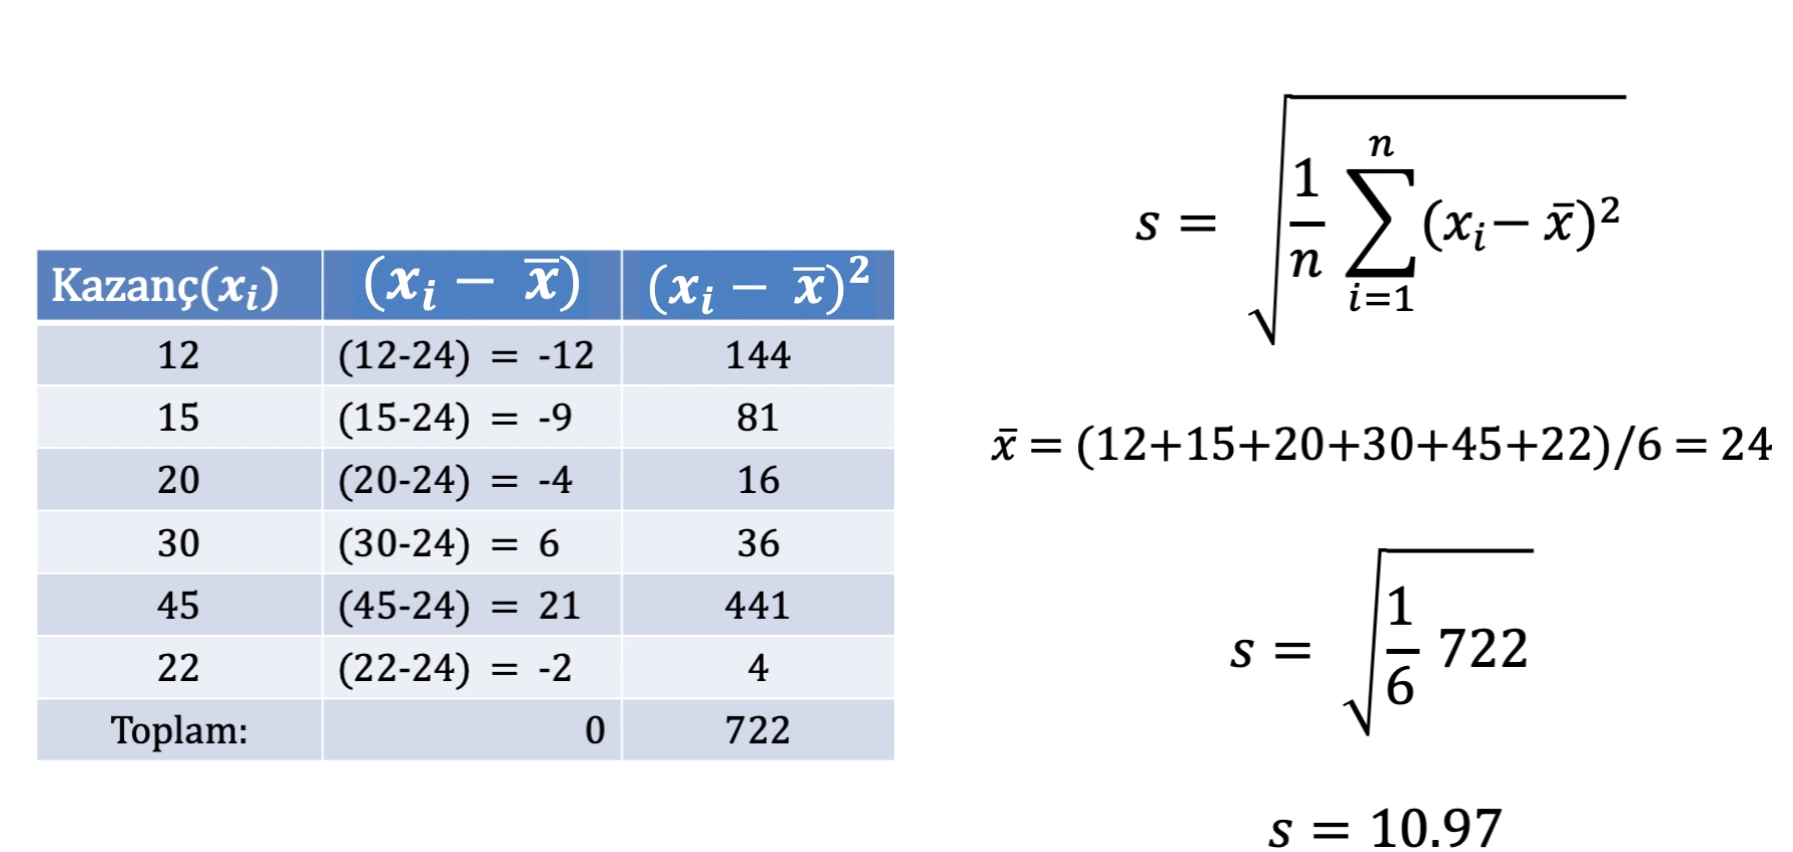 Kazanç(xᵢ) (xᵢ − x̅) (xᵢ − x̅)²
12 (12-24) = -12 144
15 (15-24) = -9 81
20 (20-24) = -4 16
30 (30-24) = 6 36
45 (45-24) = 21 441
22 (22-24) = -2 4
Toplam: 0 722
s = √(1/n ∑ᵢ₌₁ⁿ (xᵢ − x̅)²)
x̅ = (12+15+20+30+45+22)/6 = 24
s = √(1/6 722)
s = 10.97